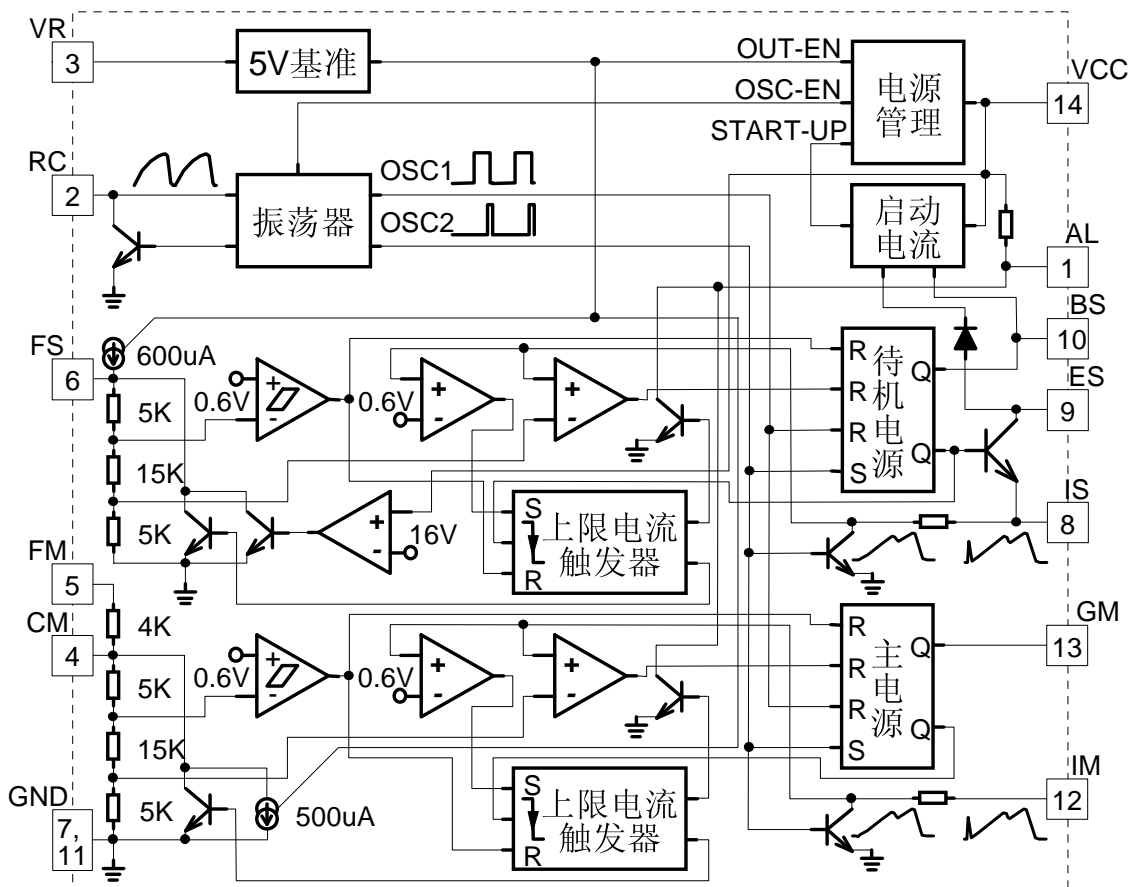 VR
3
5V基准
OUT-EN
OSC-EN
START-UP
电源
管理
VCC
14
RC
2
振荡器
OSC1
OSC2
启动
电流
AL
1
BS
10
FS
6
600uA
5K
0.6V
+
-
0.6V
+
-
+
-
R
R
R
S
待
机
电
源
Q
Q
ES
9
15K
5K
+
-
16V
S
R
上限电流
触发器
IS
8
FM
5
4K
CM
4
5K
0.6V
+
-
0.6V
+
-
+
-
R
R
R
S
主
电
源
Q
Q
GM
13
15K
GND
7,
11
5K
500uA
S
R
上限电流
触发器
IM
12